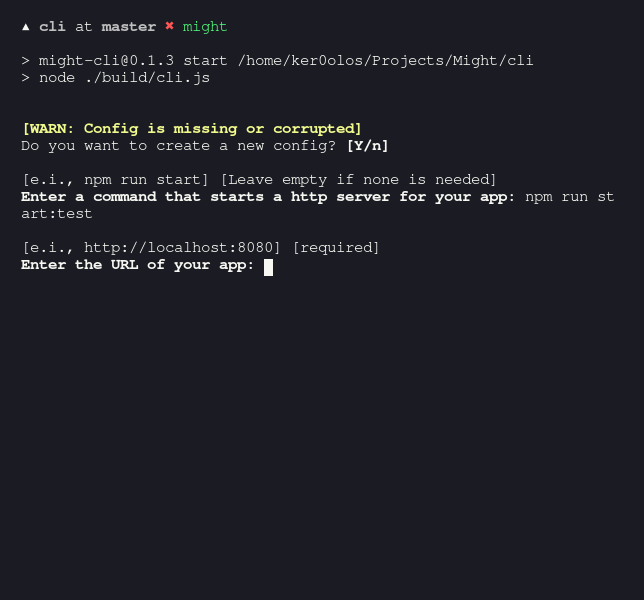 ▲ cli at master ✖ might
> might-cli@0.1.3 start /home/ker0olos/Projects/Might/cli
> node ./build/cli.js
[WARN: Config is missing or corrupted]
Do you want to create a new config? [Y/n]
[e.i., npm run start] [Leave empty if none is needed]
Enter a command that starts a http server for your app: npm run st
art:test
[e.i., http://localhost:8080] [required]
Enter the URL of your app: